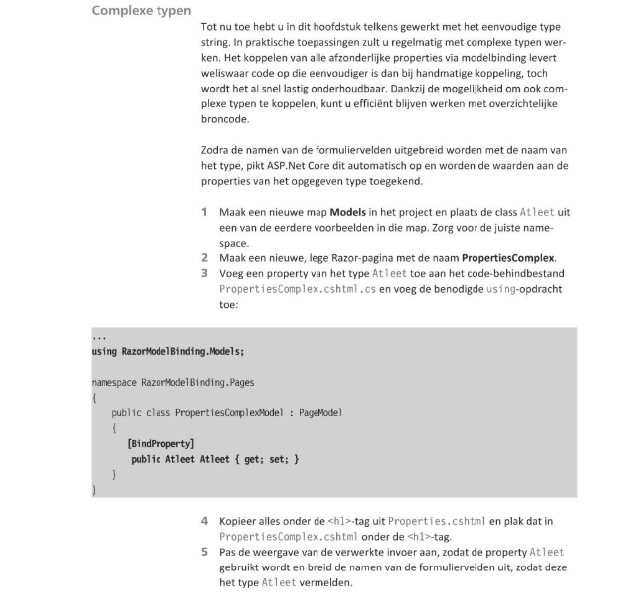 Complexe typen
Tot nu toe hebt u in dit hoofdstuk telkens gewerkt met het eenvoudige type
string. In praktische toepassingen zult u regelmatig met complexe typen wer-
ken. Het koppelen van alle afzonderlijke properties via modelbinding levert
weliswaar code op die eenvoudiger is dan bij handmatige koppeling, toch
wordt het al snel lastig onderhoudbaar. Dankzij de mogelijkheid om ook com-
plexe typen te koppelen, kunt u efficiënt blijven werken met overzichtelijke
broncode.
Zodra de namen van de formuliervelden uitgebreid worden met de naam van
het type, pikt ASP.Net Core dit automatisch op en worden de waarden aan de
properties van het opgegeven type toegekend.
1 Maak een nieuwe map Models in het project en plaats de class Atleet uit
een van de eerdere voorbeelden in die map. Zorg voor de juiste name-
space.
2 Maak een nieuwe, lege Razor-pagina met de naam PropertiesComplex.
3 Voeg een property van het type Atleet toe aan het code-behindbestand
PropertiesComplex.cshtml.cs en voeg de benodigde using-opdracht
toe:
...
using RazorModelBinding.Models;
namespace RazorModelBinding.Pages
{
public class PropertiesComplexModel : PageModel
{
[BindProperty]
public Atleet Atleet { get; set; }
}
}
4 Kopieer alles onder de <h1>-tag uit Properties.cshtml en plak dat in
PropertiesComplex.cshtml onder de <h1>-tag.
5 Pas de weergave van de verwerkte invoer aan, zodat de property Atleet
gebruikt wordt en breid de namen van de formuliervelden uit, zodat deze
het type Atleet vermelden.